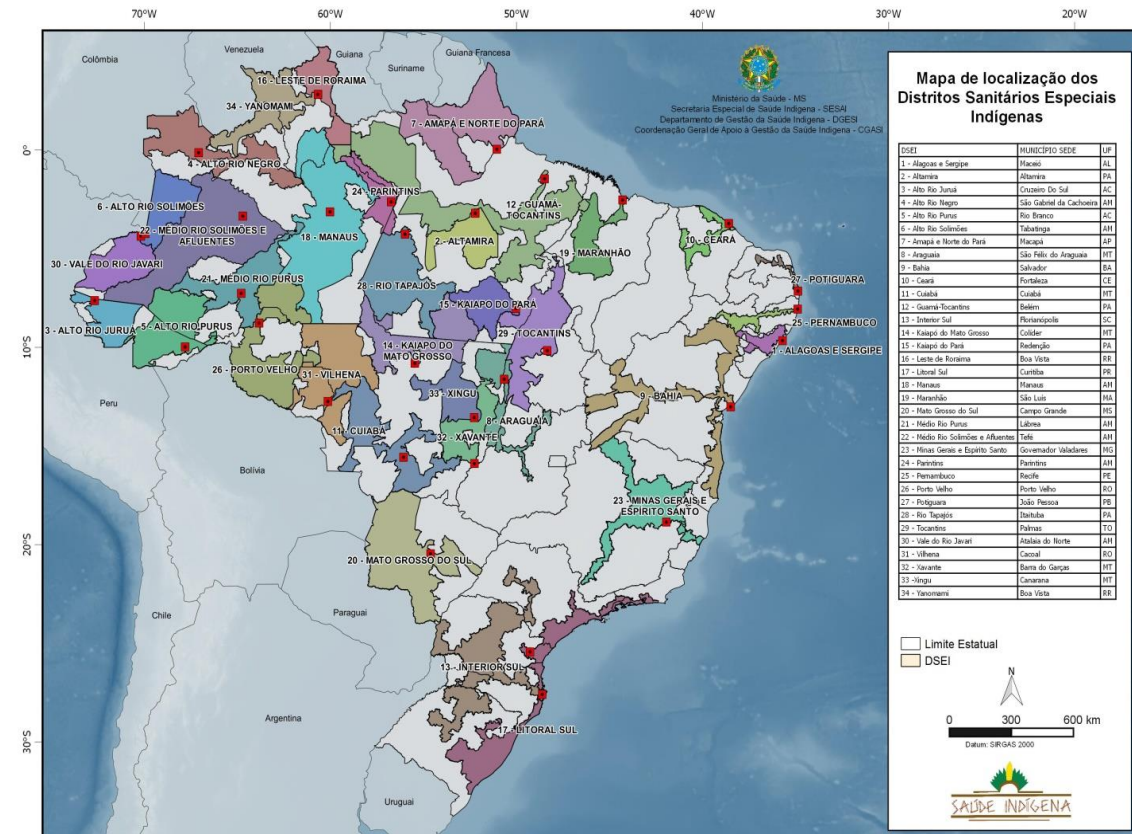 70°W 60°W 50°W 40°W 30°W 20°W
Colômbia
Venezuela
Guiana
Suriname
Guiana Francesa
16 - LESTE DE RORAIMA
34 - YANOMAMI
7 - AMAPÁ E NORTE DO PARÁ
Ministério da Saúde - MS
Secretaria Especial de Saúde Indígena - SESAI
Departamento de Gestão da Saúde Indígena - DGESI
Coordenação Geral de Apoio à Gestão da Saúde Indígena - CGASI
0°
4 - ALTO RIO NEGRO
24 - PARINTINS
6 - ALTO RIO SOLIMÕES
12 - GUAMÁ-
TOCANTINS
22 - MÉDIO RIO SOLIMÕES E
AFLUENTES
18 - MANAUS
2 - ALTAMIRA
10 - CEARÁ
19 - MARANHÃO
30 - VALE DO RIO JAVARI
21 - MÉDIO RIO PURUS
28 - RIO TAPAJÓS
27 - POTIGUARA
15 - KAIAPO DO PARÁ
3 - ALTO RIO JURUÁ
5 - ALTO RIO PURUS
29 - TOCANTINS
25 - PERNAMBUCO
10°S
14 - KAIAPO DO
MATO GROSSO
1 - ALAGOAS E SERGIPE
26 - PORTO VELHO
31 - VILHENA
33 - XINGU
9 - BAHIA
Peru
8 - ARAGUAIA
11 - CUIABÁ
32 - XAVANTE
Bolívia
23 - MINAS GERAIS E
ESPÍRITO SANTO
20°S
20 - MATO GROSSO DO SUL
Chile
Paraguai
13 - INTERIOR SUL
Argentina
17 - LITORAL SUL
30°S
Uruguai
Mapa de localização dos
Distritos Sanitários Especiais
Indígenas
DSEI MUNICÍPIO SEDE UF
1 - Alagoas e Sergipe Maceió AL
2 - Altamira Altamira PA
3 - Alto Rio Juruá Cruzeiro Do Sul AC
4 - Alto Rio Negro São Gabriel da Cachoeira AM
5 - Alto Rio Purus Rio Branco AC
6 - Alto Rio Solimões Tabatinga AM
7 - Amapá e Norte do Pará Macapá AP
8 - Araguaia São Félix do Araguaia MT
9 - Bahia Salvador BA
10 - Ceará Fortaleza CE
11 - Cuiabá Cuiabá MT
12 - Guamá-Tocantins Belém PA
13 - Interior Sul Florianópolis SC
14 - Kaiapó do Mato Grosso Colider MT
15 - Kaiapó do Pará Redenção PA
16 - Leste de Roraima Boa Vista RR
17 - Litoral Sul Curitiba PR
18 - Manaus Manaus AM
19 - Maranhão São Luís MA
20 - Mato Grosso do Sul Campo Grande MS
21 - Médio Rio Purus Lábrea AM
22 - Médio Rio Solimões e Afluentes Tefé AM
23 - Minas Gerais e Espírito Santo Governador Valadares MG
24 - Parintins Parintins AM
25 - Pernambuco Recife PE
26 - Porto Velho Porto Velho RO
27 - Potiguara João Pessoa PB
28 - Rio Tapajós Itaituba PA
29 - Tocantins Palmas TO
30 - Vale do Rio Javari Atalaia do Norte AM
31 - Vilhena Cacoal RO
32 - Xavante Barra do Garças MT
33 -Xingu Canarana MT
34 - Yanomami Boa Vista RR
Limite Estatual
DSEI
N
0 300 600 km
Datum: SIRGAS 2000
SAÚDE INDÍGENA